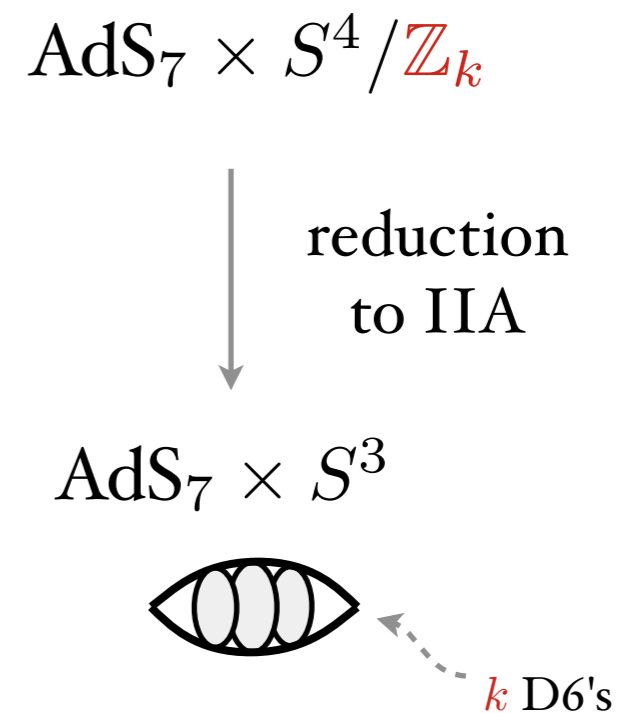 AdS₇ × S⁴/ℤₖ
reduction
to IIA
AdS₇ × S³
k D6's